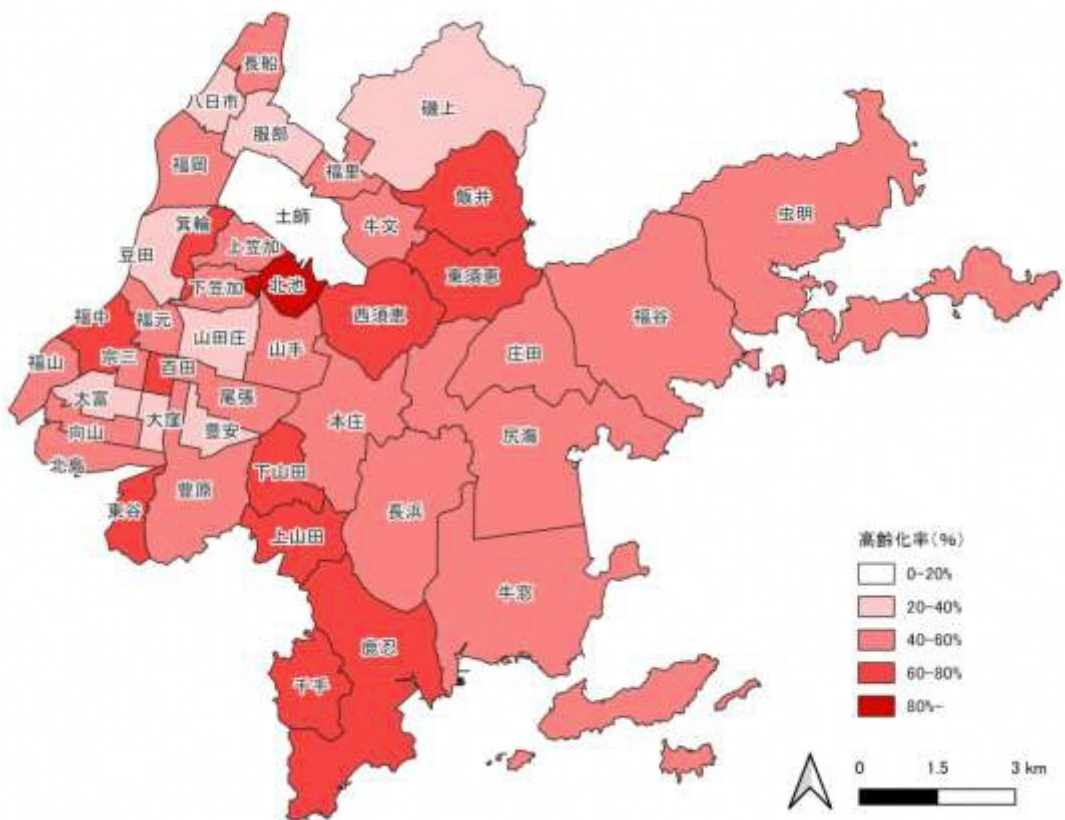 長船
八日市
服部
磯上
福岡
福里
飯井
虫明
箕輪
土師
牛文
豆田
上笠加
東須恵
下笠加
北池
西須恵
福谷
福中
福元
山田庄
山手
庄田
福山
宗三
百田
大富
尾張
大窪
豊安
本庄
尻海
向山
北島
下山田
豊原
長浜
東谷
上山田
牛窓
鹿忍
千手
高齢化率(%)
0-20%
20-40%
40-60%
60-80%
80%-
0 1.5 3 km